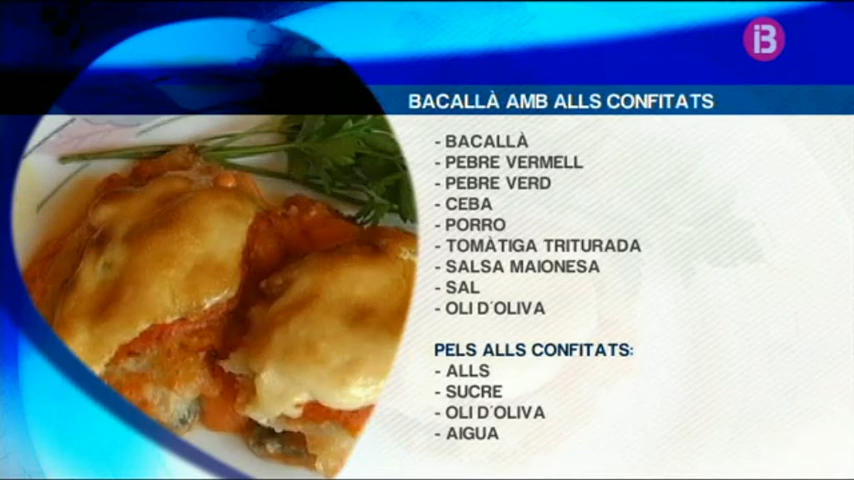 iB
BACALLÀ AMB ALLS CONFITATS
- BACALLÀ
- PEBRE VERMELL
- PEBRE VERD
- CEBA
- PORRO
- TOMÀTIGA TRITURADA
- SALSA MAIONESA
- SAL
- OLI D'OLIVA
PELS ALLS CONFITATS:
- ALLS
- SUCRE
- OLI D'OLIVA
- AIGUA